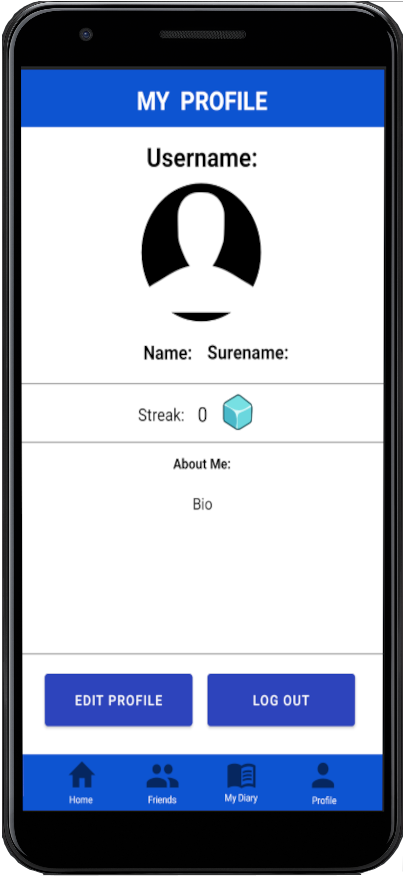 MY PROFILE
Username:
Name: Surename:
Streak: 0
About Me:
Bio
EDIT PROFILE LOG OUT
Home Friends My Diary Profile